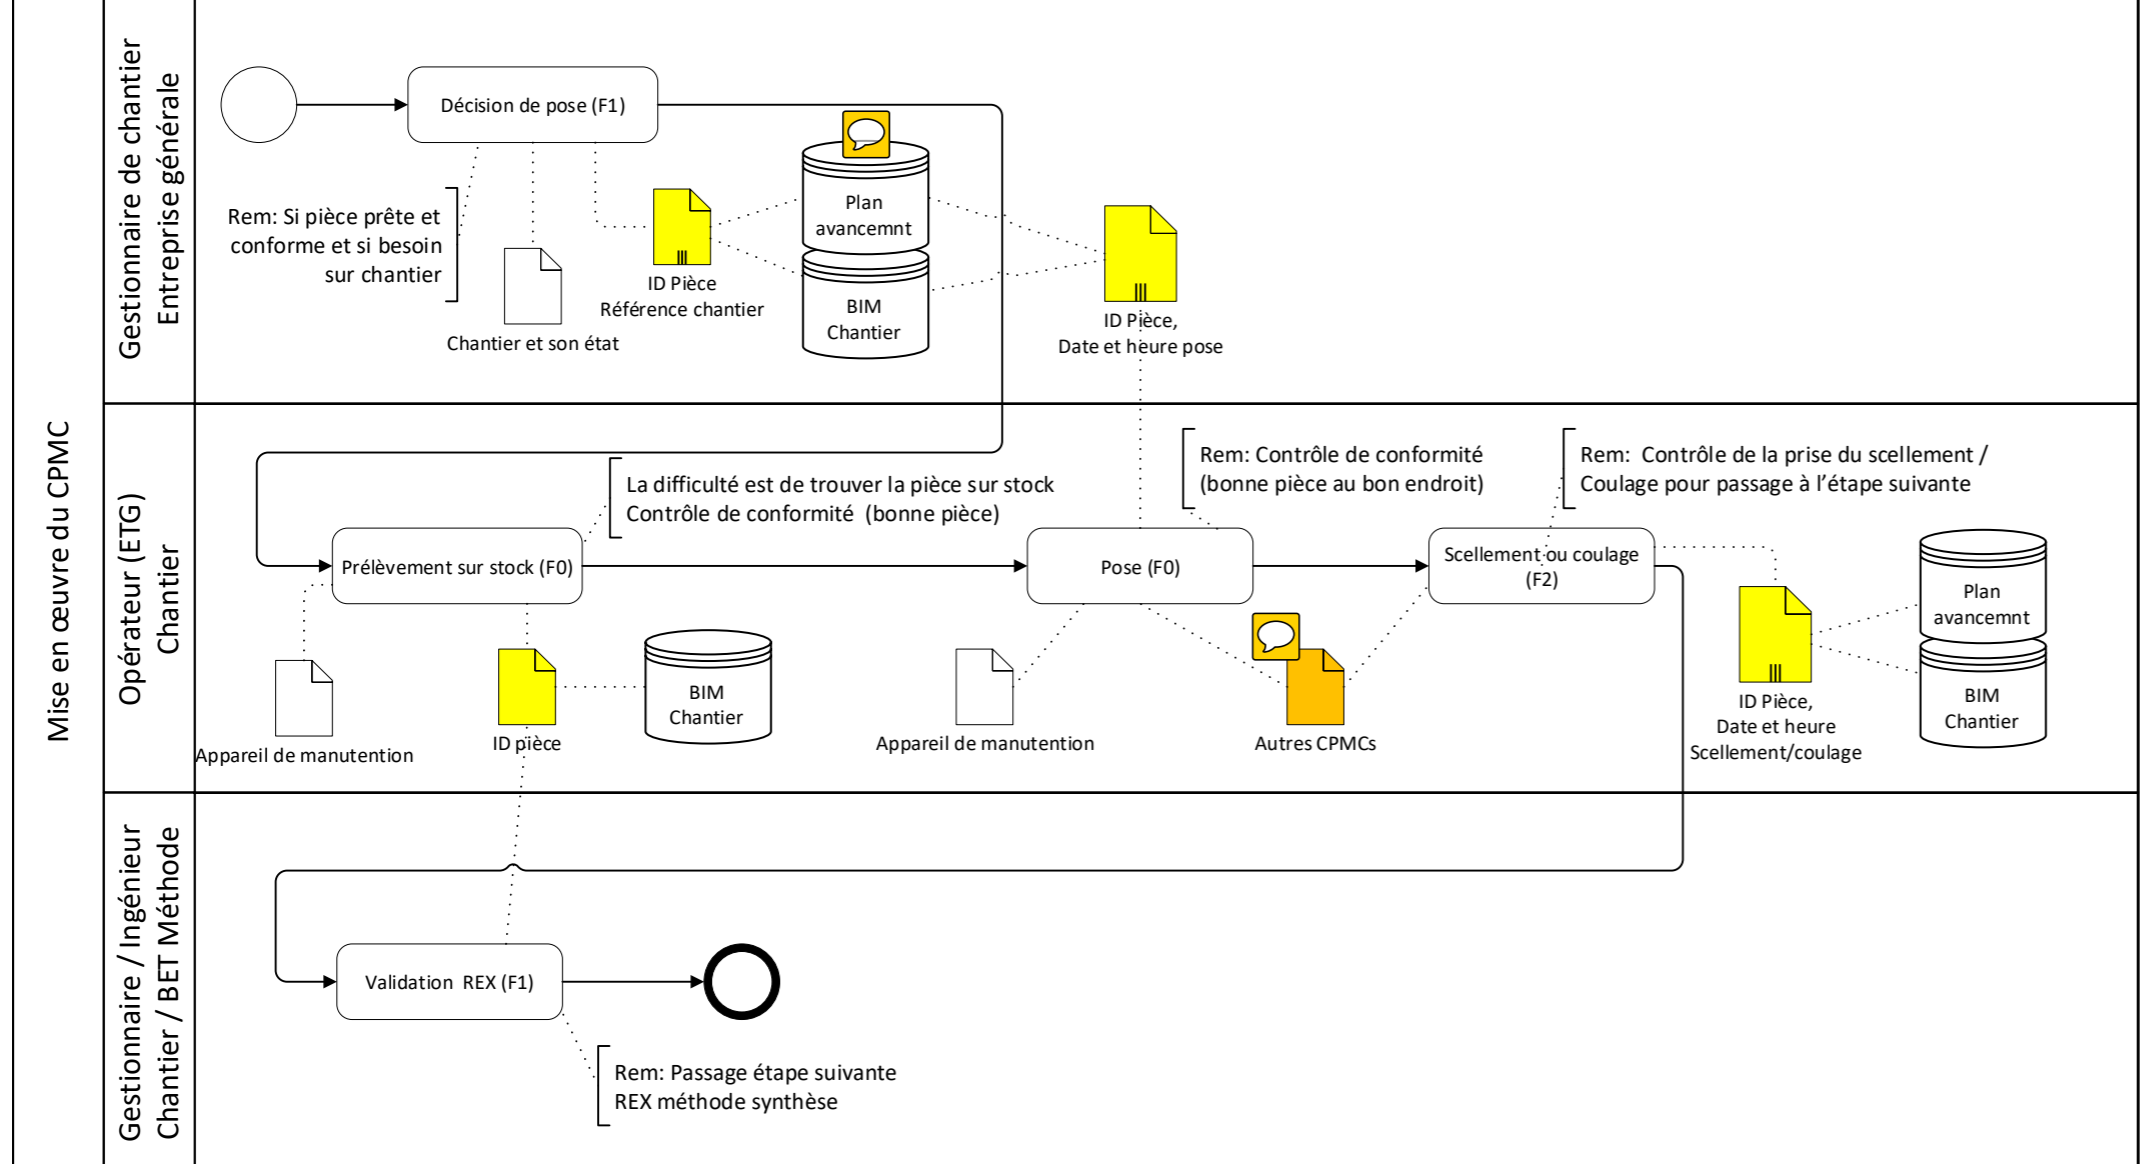 Mise en œuvre du CPMC
Gestionnaire de chantier
Entreprise générale
Décision de pose (F1)
Rem: Si pièce prête et
conforme et si besoin
sur chantier
Chantier et son état
ID Pièce
Référence chantier
Plan
avancemnt
BIM
Chantier
ID Pièce,
Date et heure pose
Opérateur (ETG)
Chantier
La difficulté est de trouver la pièce sur stock
Contrôle de conformité (bonne pièce)
Rem: Contrôle de conformité
(bonne pièce au bon endroit)
Rem: Contrôle de la prise du scellement /
Coulage pour passage à l'étape suivante
Prélèvement sur stock (F0)
Pose (F0)
Scellement ou coulage
(F2)
Appareil de manutention
ID pièce
BIM
Chantier
Appareil de manutention
Autres CPMCs
ID Pièce,
Date et heure
Scellement/coulage
Plan
avancemnt
BIM
Chantier
Gestionnaire / Ingénieur
Chantier / BET Méthode
Validation REX (F1)
Rem: Passage étape suivante
REX méthode synthèse